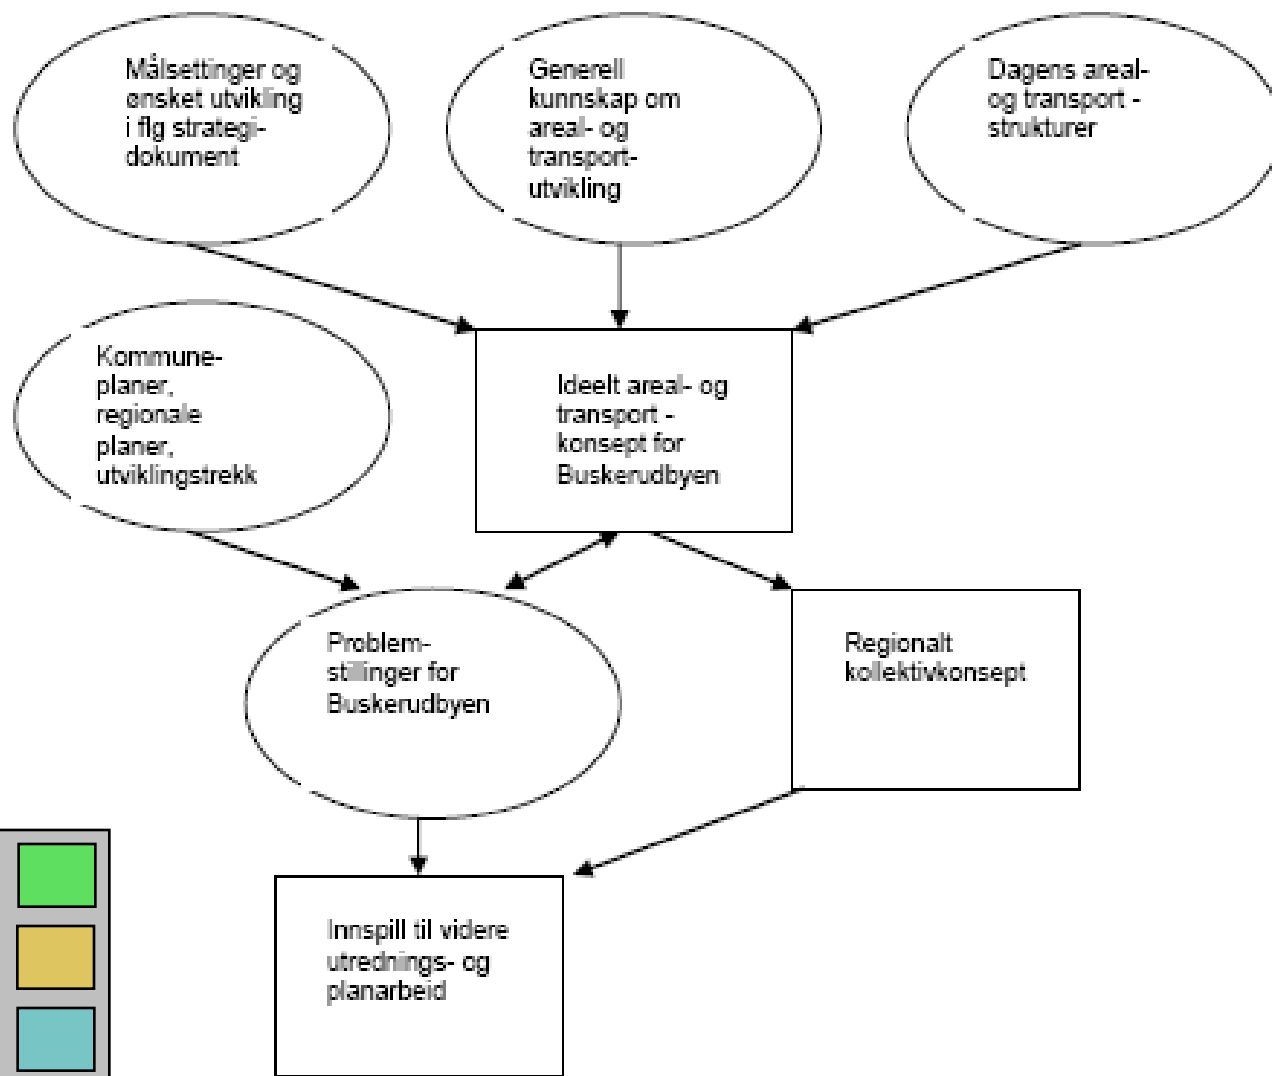 Målsettinger og
ønsket utvikling
i flg strategi-
dokument
Generell
kunnskap om
areal- og
transport-
utvikling
Dagens areal-
og transport -
strukturer
Kommune-
planer,
regionale
planer,
utviklingstrekk
Ideelt areal- og
transport -
konsept for
Buskerudbyen
Problem-
stillinger for
Buskerudbyen
Regionalt
kollektivkonsept
Innspill til videre
utrednings- og
planarbeid